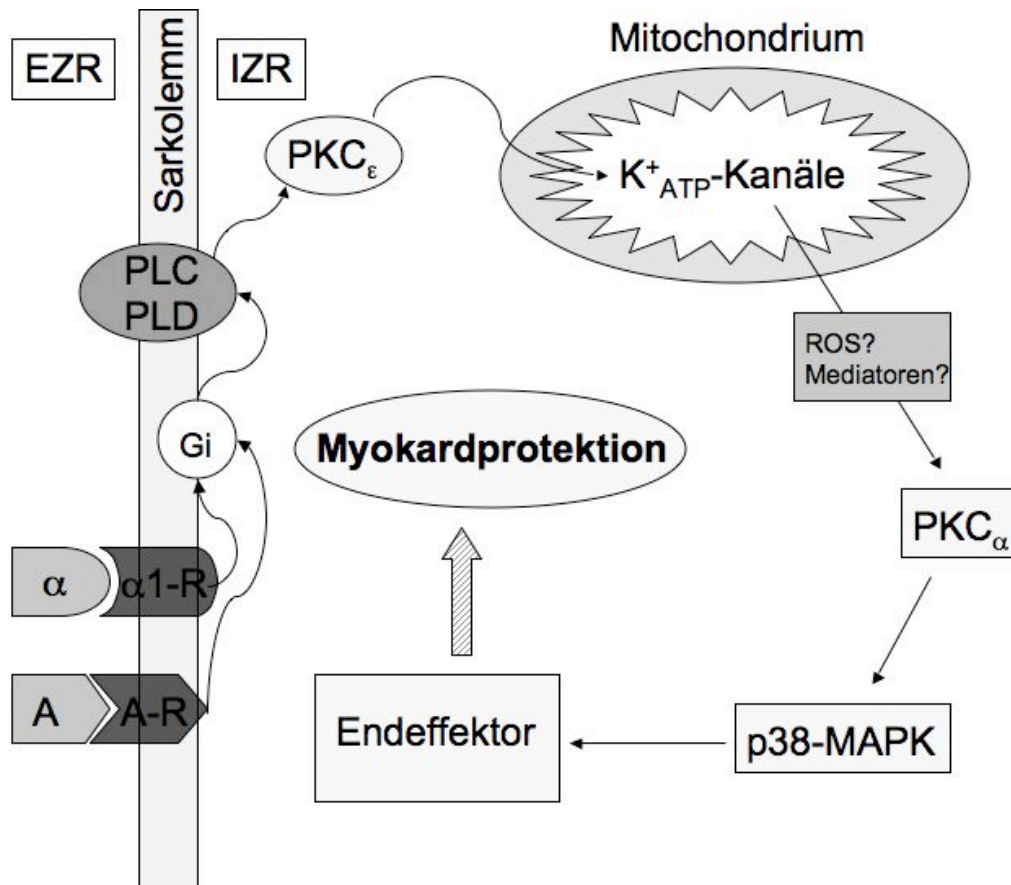 EZR
Sarkolemm
IZR
Mitochondrium
PKCε
K⁺ATP-Kanäle
PLC
PLD
ROS?
Mediatoren?
Gi
Myokardprotektion
PKCα
α
α1-R
A
A-R
Endeffektor
p38-MAPK